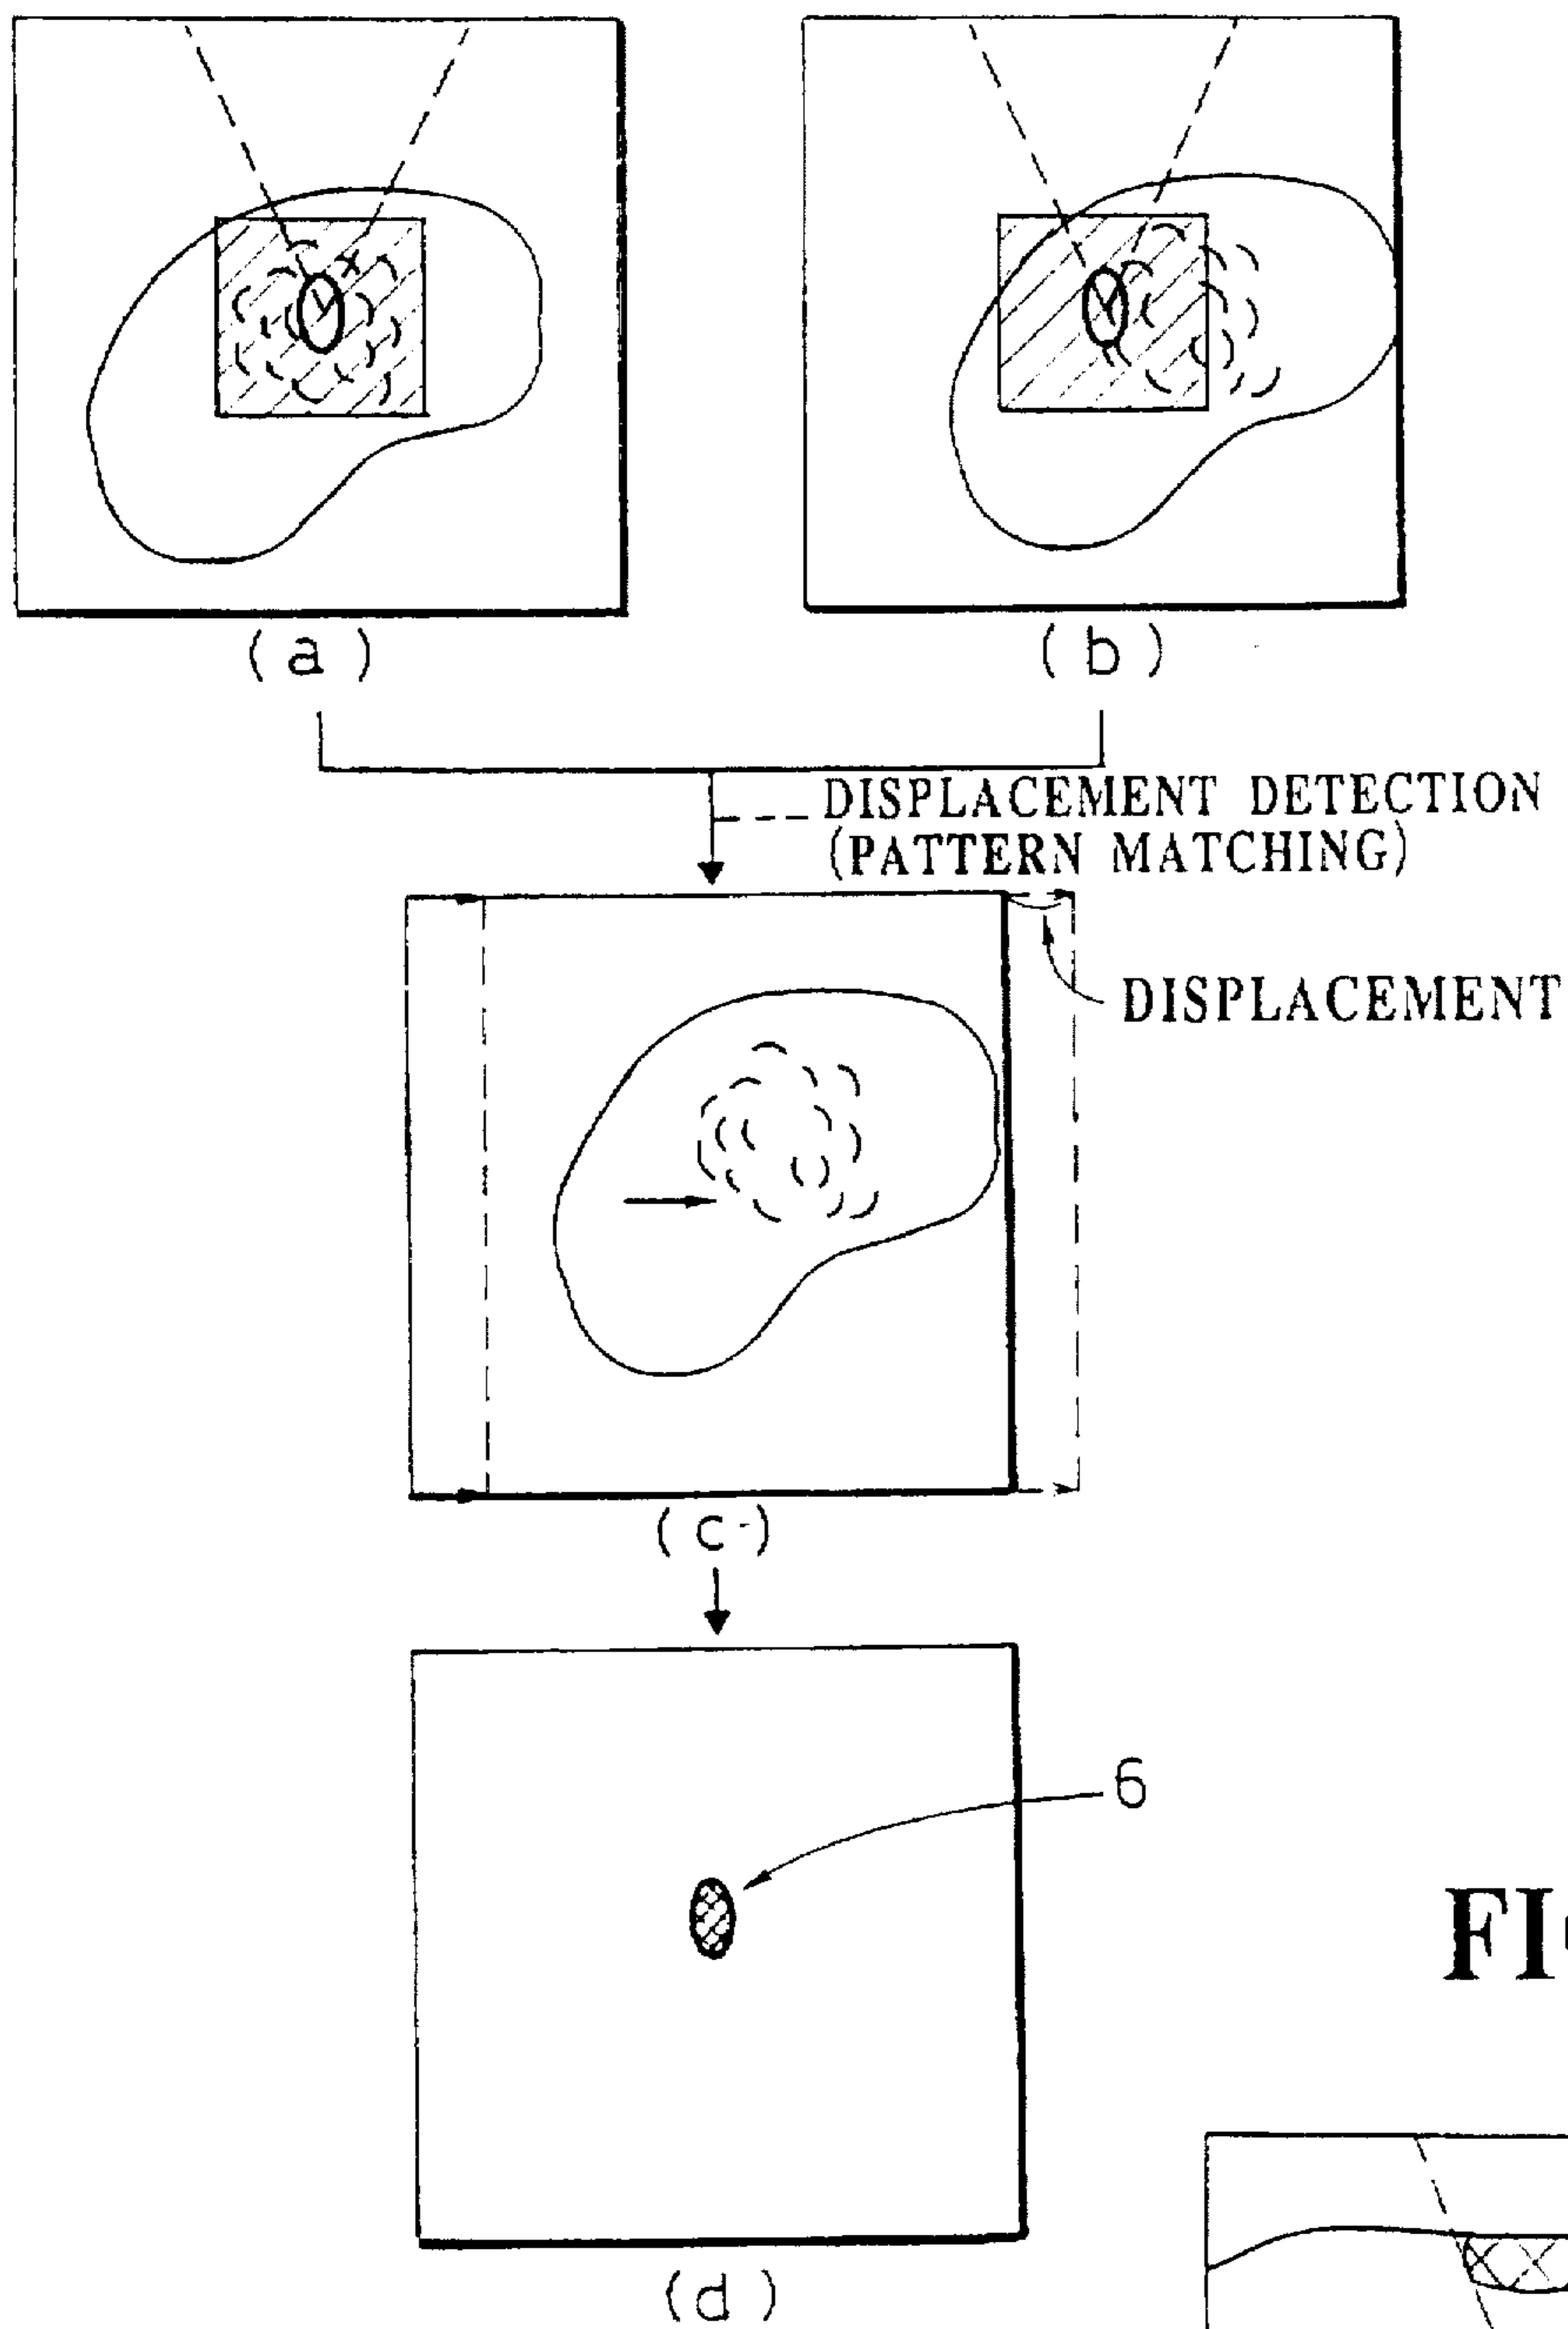 (a)
(b)
DISPLACEMENT DETECTION
(PATTERN MATCHING)
DISPLACEMENT
(c)
6
(d)